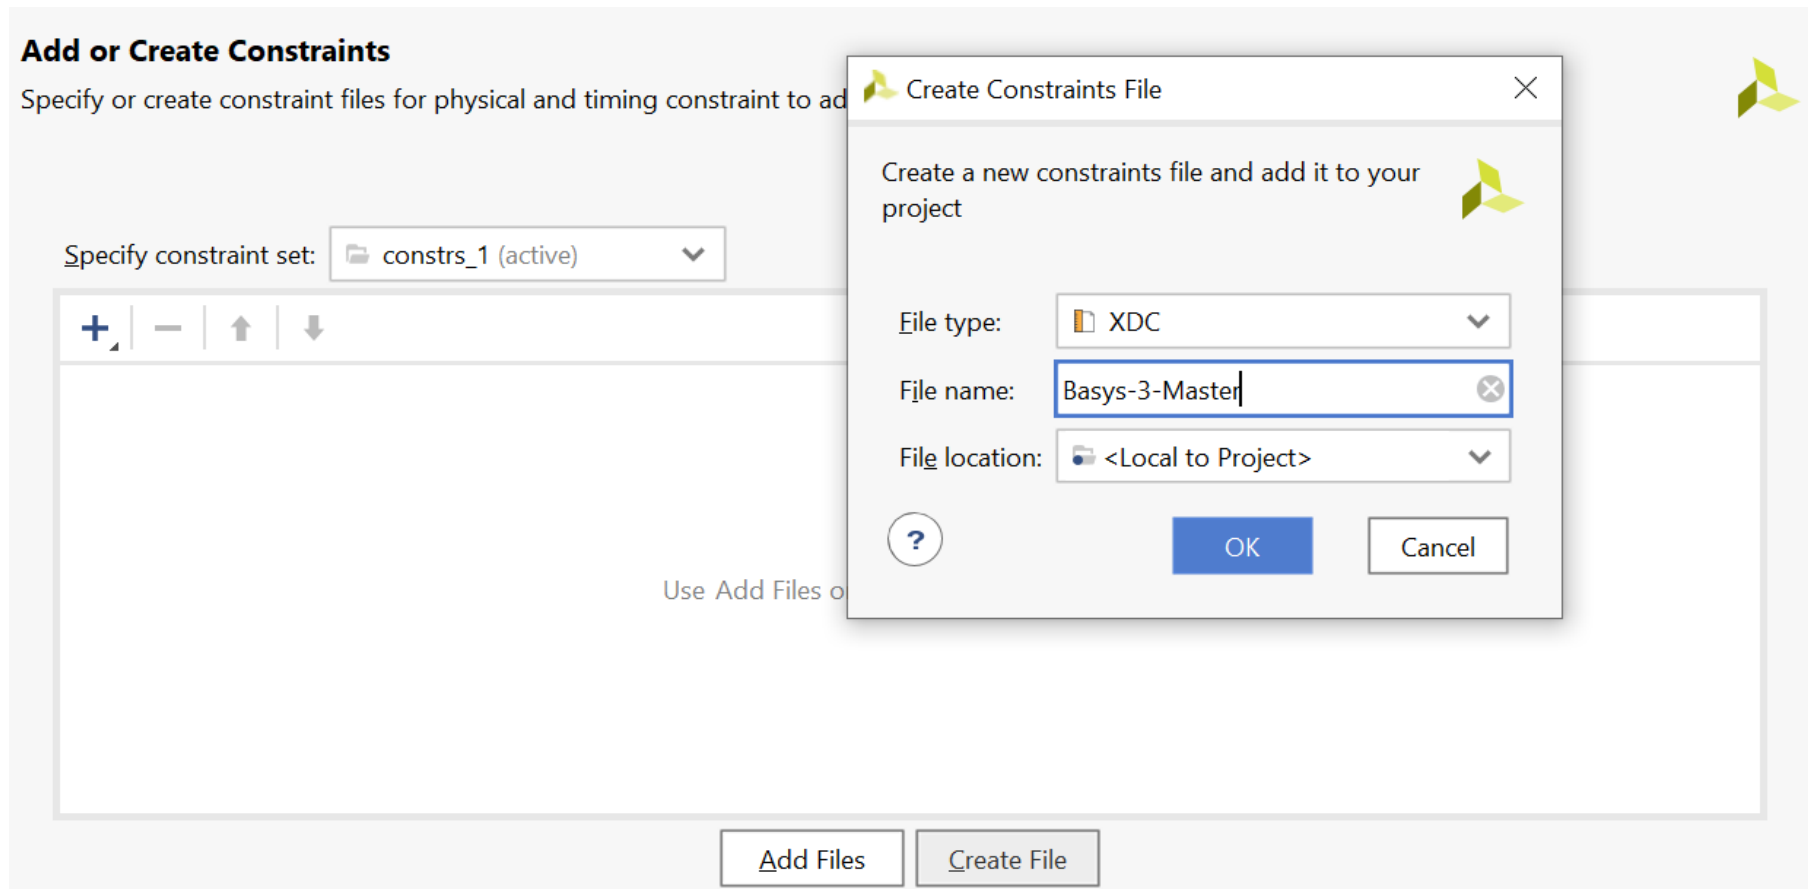 Add or Create Constraints
Specify or create constraint files for physical and timing constraint to ad
Specify constraint set: constrs_1 (active)
Use Add Files o
Add Files
Create File
Create Constraints File
Create a new constraints file and add it to your
project
File type: XDC
File name: Basys-3-Master
File location: <Local to Project>
?
OK
Cancel